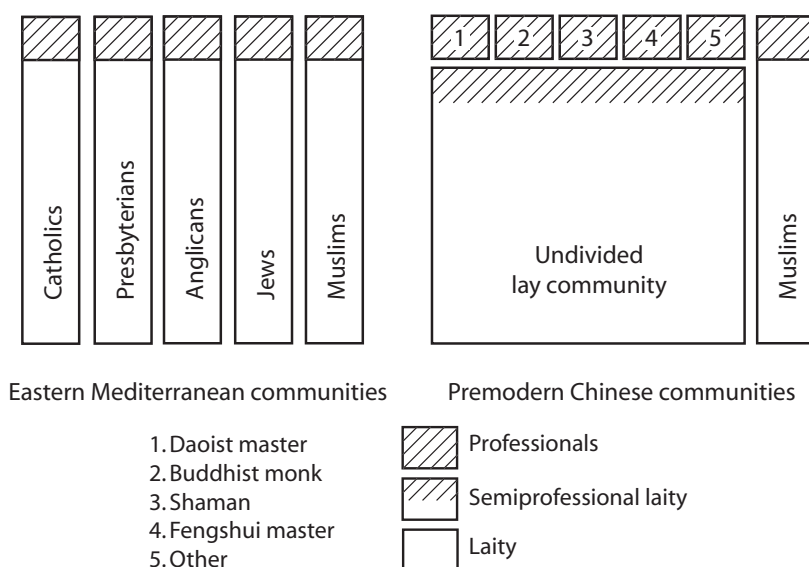 1 2 3 4 5
Catholics
Presbyterians
Anglicans
Jews
Muslims
Undivided
lay community
Muslims
Eastern Mediterranean communities
Premodern Chinese communities
1. Daoist master
2. Buddhist monk
3. Shaman
4. Fengshui master
5. Other
Professionals
Semiprofessional laity
Laity